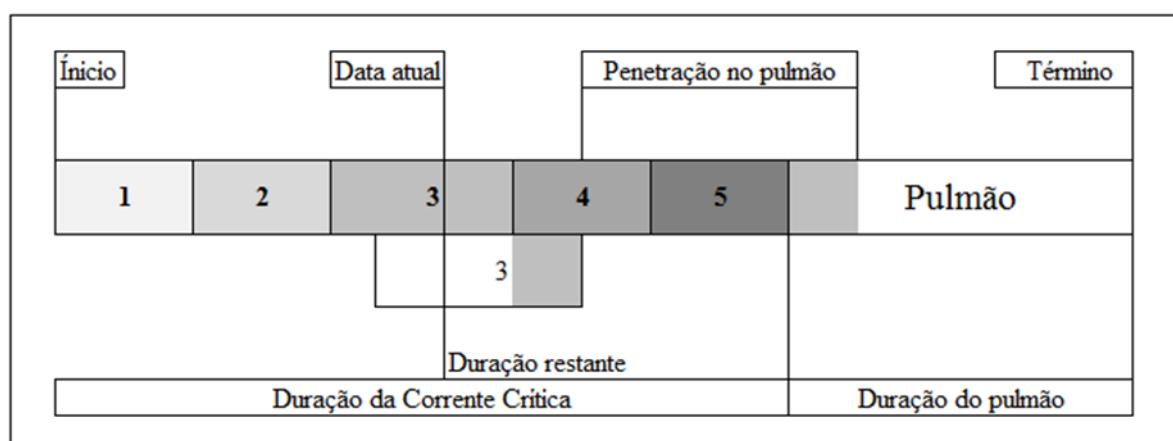 Ínicio
Data atual
Penetração no pulmão
Término
1
2
3
4
5
Pulmão
3
Duração restante
Duração da Corrente Crítica
Duração do pulmão